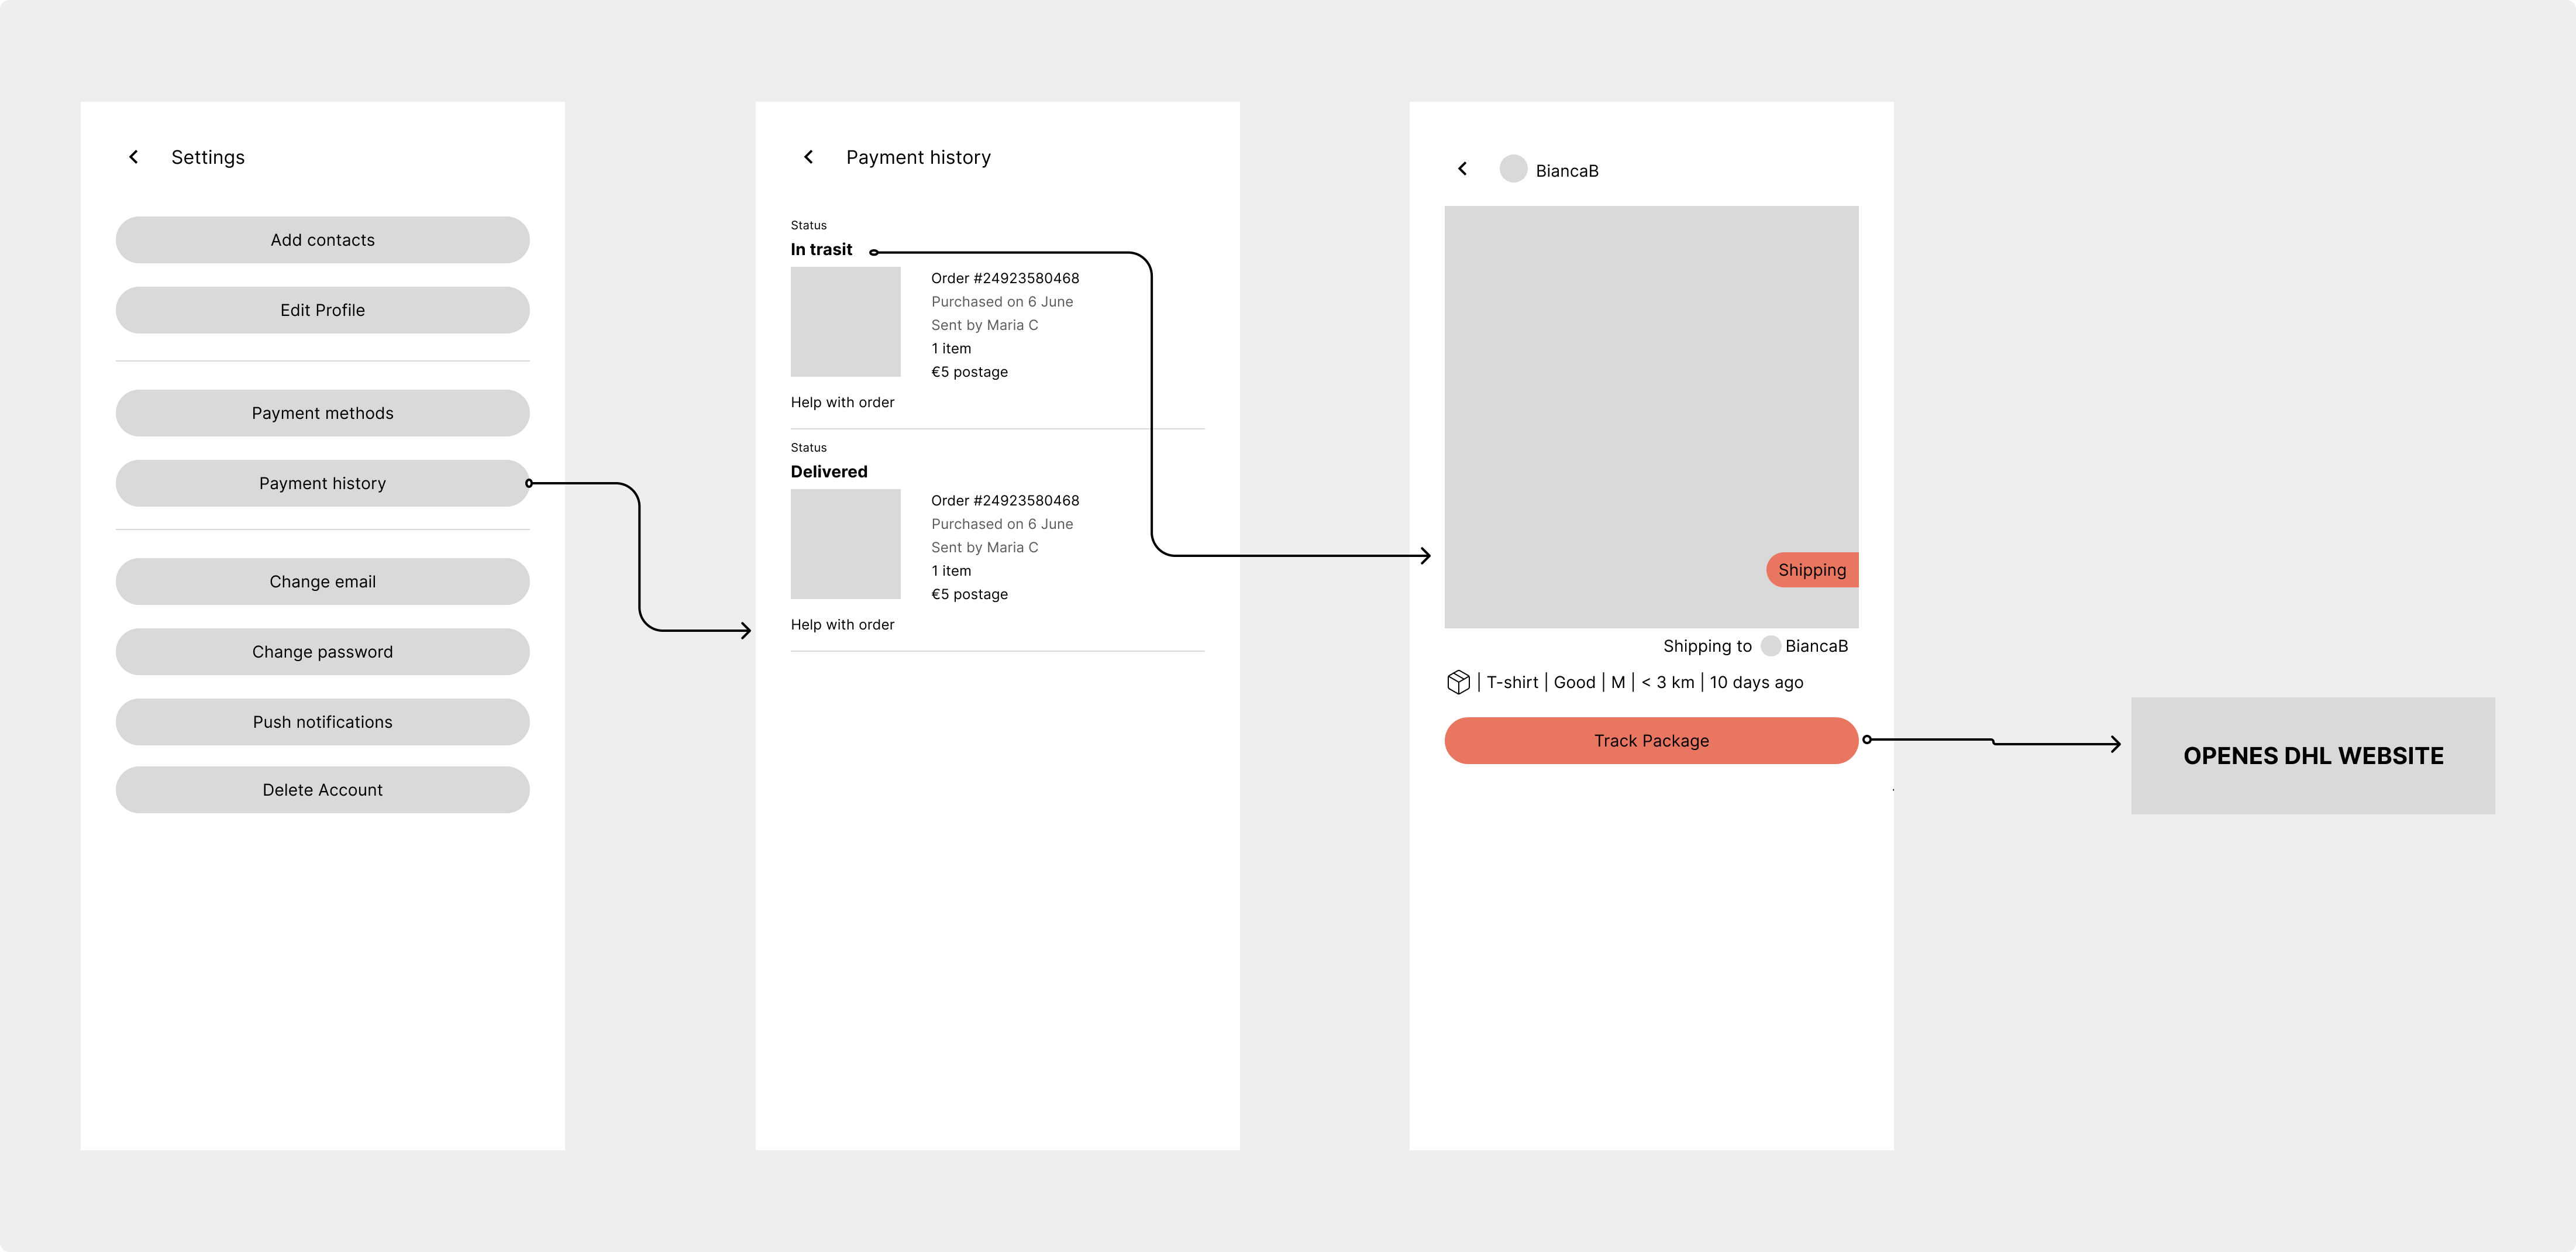 Settings
Add contacts
Edit Profile
Payment methods
Payment history
Change email
Change password
Push notifications
Delete Account
Payment history
Status
In trasit
Order #24923580468
Purchased on 6 June
Sent by Maria C
1 item
€5 postage
Help with order
Status
Delivered
Order #24923580468
Purchased on 6 June
Sent by Maria C
1 item
€5 postage
Help with order
BiancaB
Shipping
Shipping to BiancaB
| T-shirt | Good | M | < 3 km | 10 days ago
Track Package
OPENES DHL WEBSITE